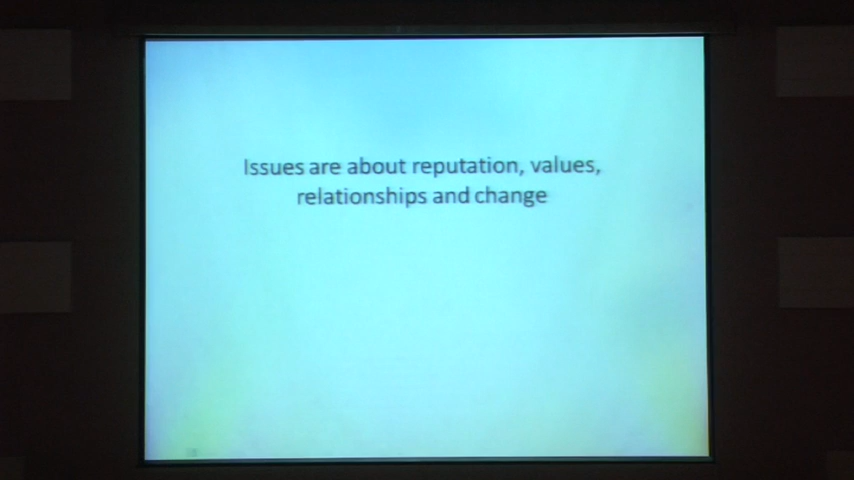 Issues are about reputation, values,
relationships and change